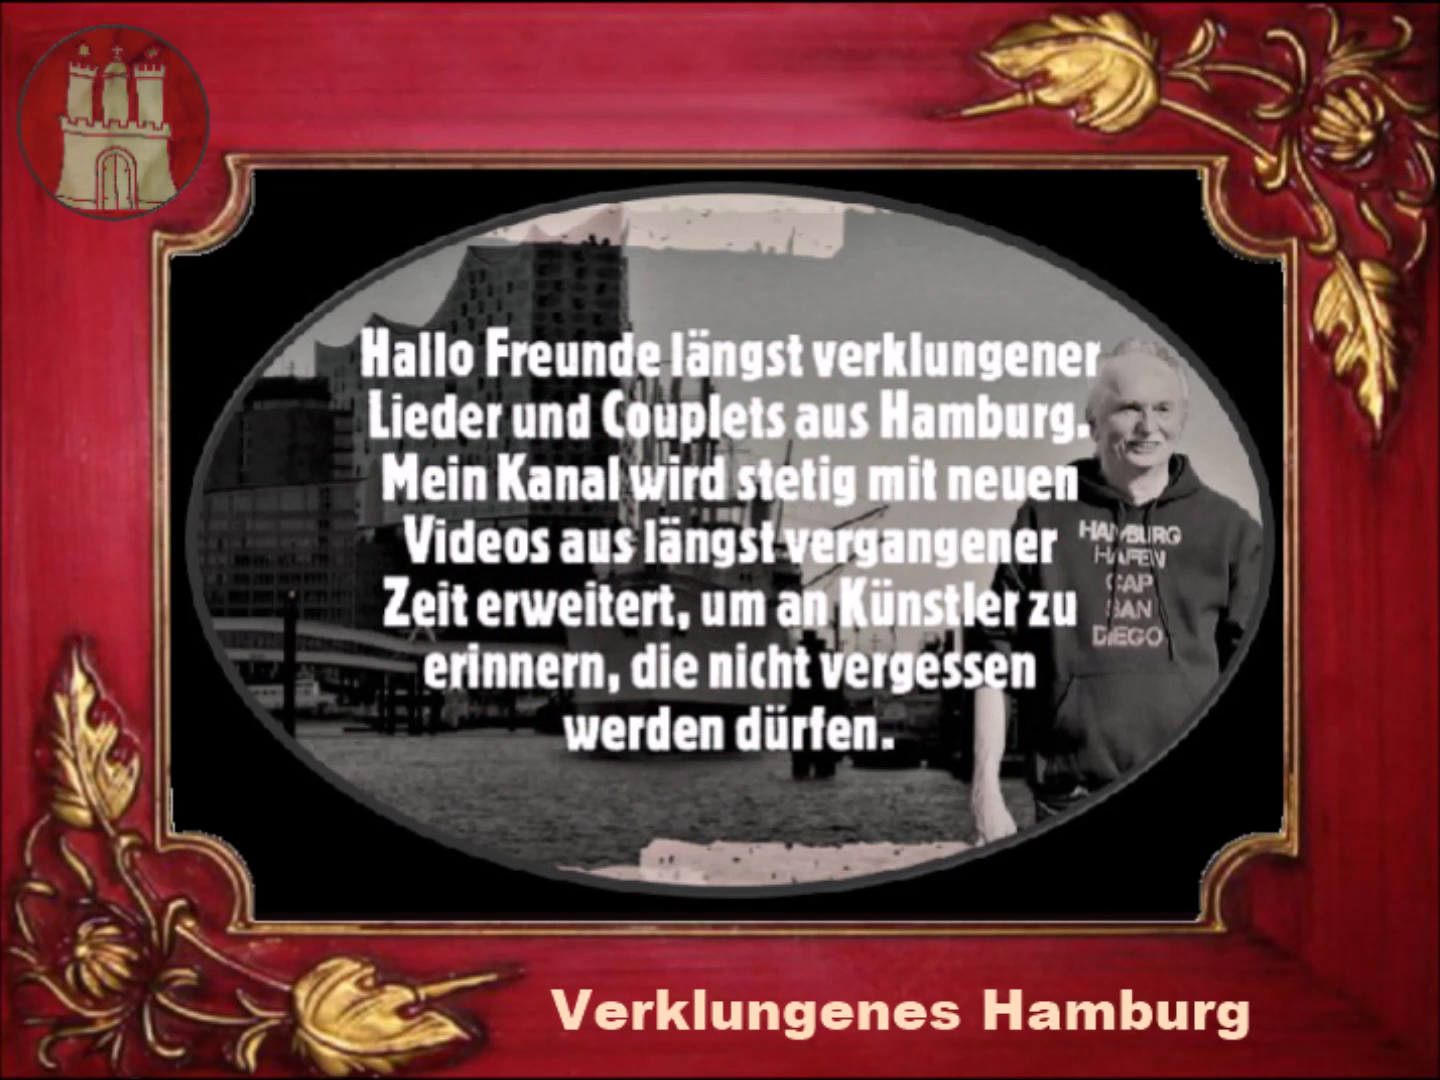 Hallo Freunde längst verklungener
Lieder und Couplets aus Hamburg.
Mein Kanal wird stetig mit neuen
Videos aus längst vergangener
Zeit erweitert, um an Künstler zu
erinnern, die nicht vergessen
werden dürfen.
HAMBURG
HAFEN
CAP
SAN
DIEGO
Verklungenes Hamburg